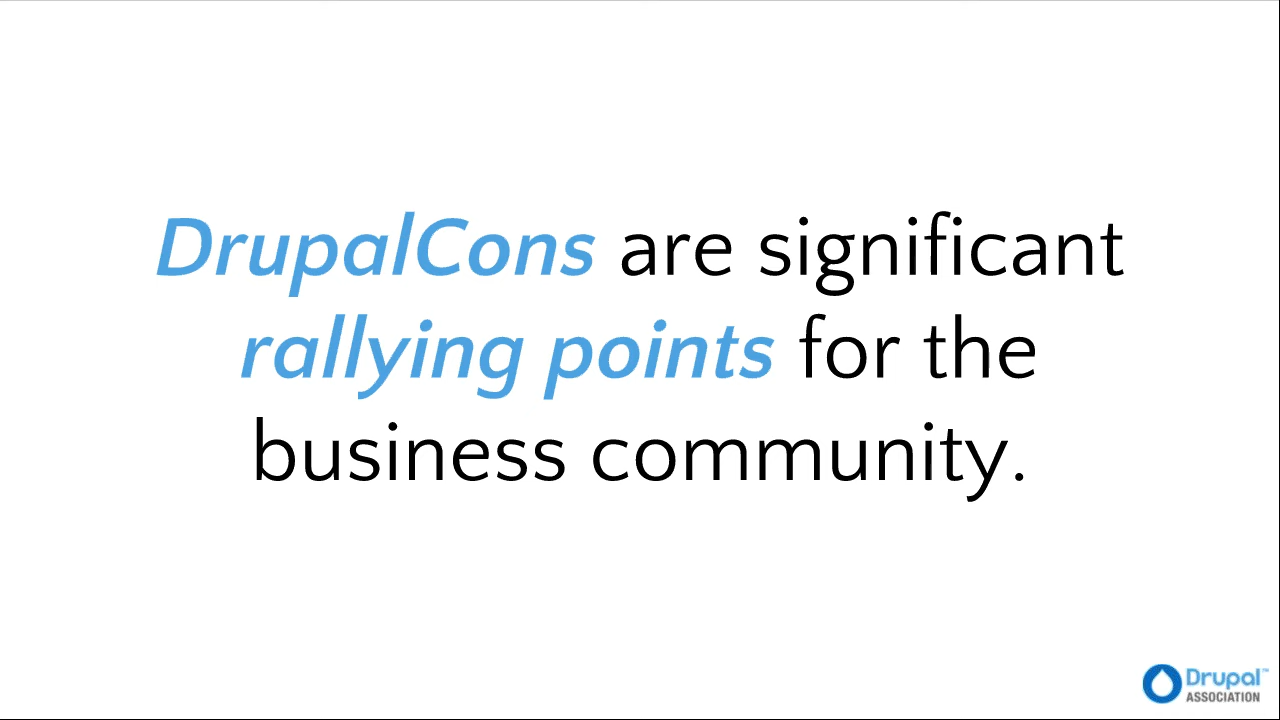 DrupalCons are significant
rallying points for the
business community.
Drupal™
ASSOCIATION